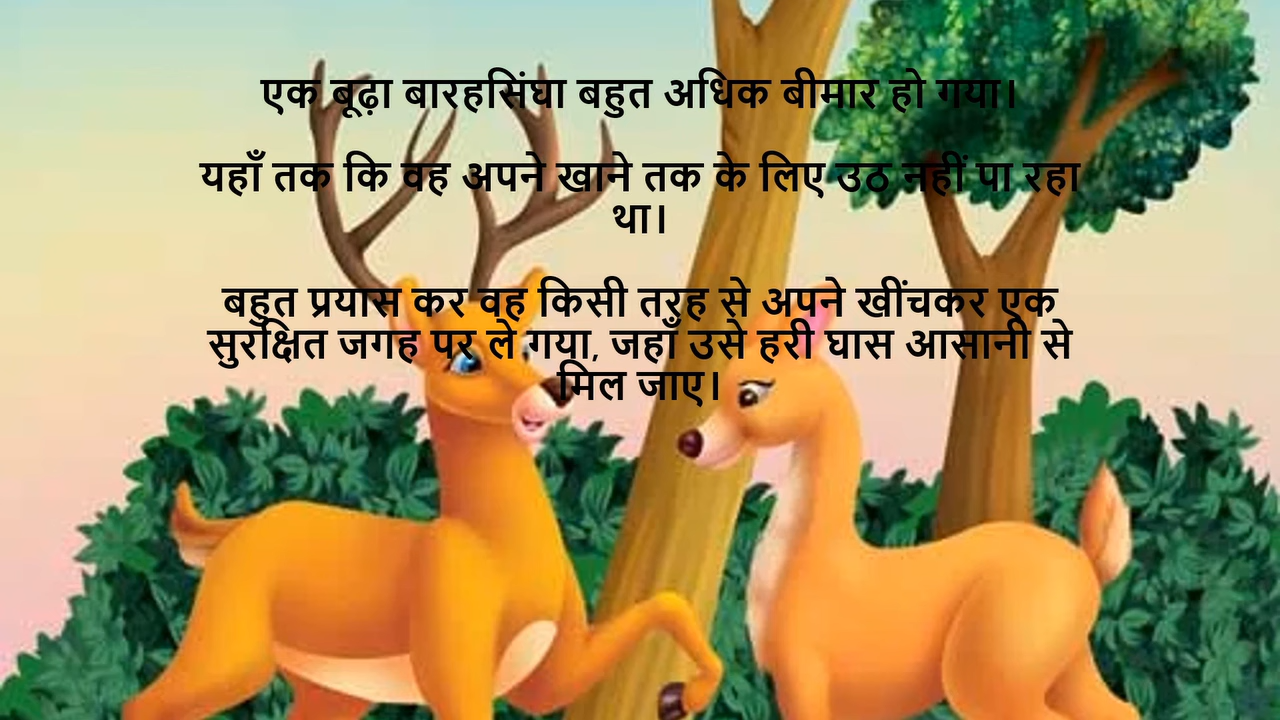 एक बूढ़ा बारहसिंघा बहुत अधिक बीमार हो गया।
यहाँ तक कि वह अपने खाने तक के लिए उठ नहीं पा रहा
था।
बहुत प्रयास कर वह किसी तरह से अपने खींचकर एक
सुरक्षित जगह पर ले गया, जहाँ उसे हरी घास आसानी से
मिल जाए।